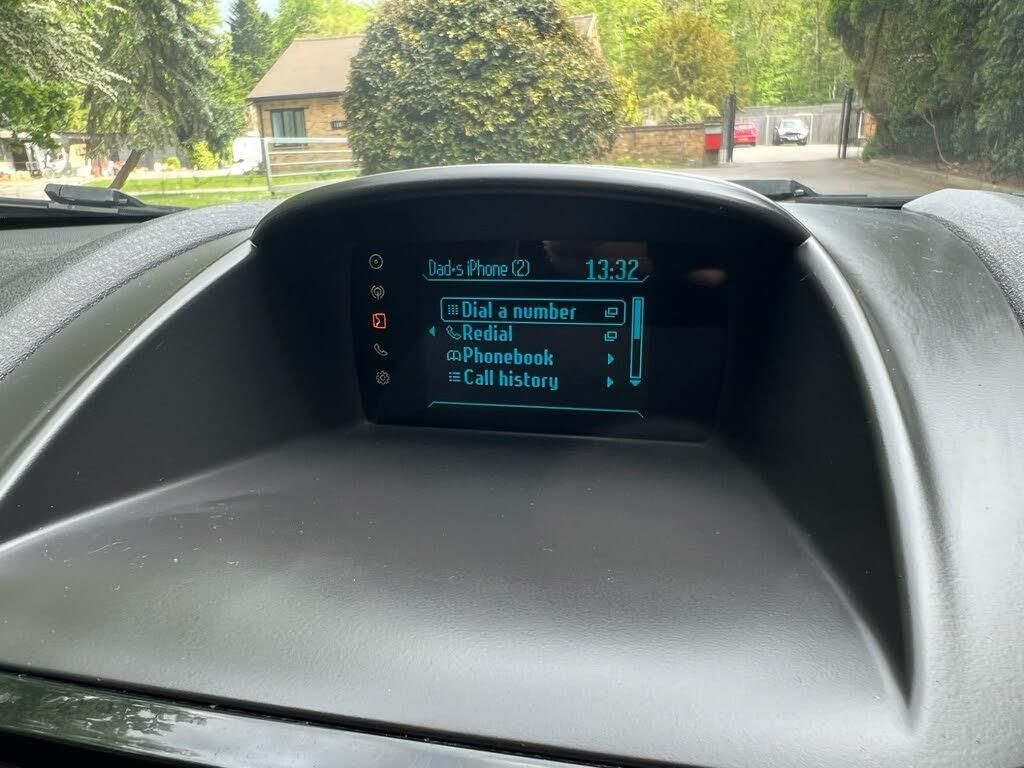 Dad's iPhone (2) 13:32
Dial a number
Redial
Phonebook
Call history